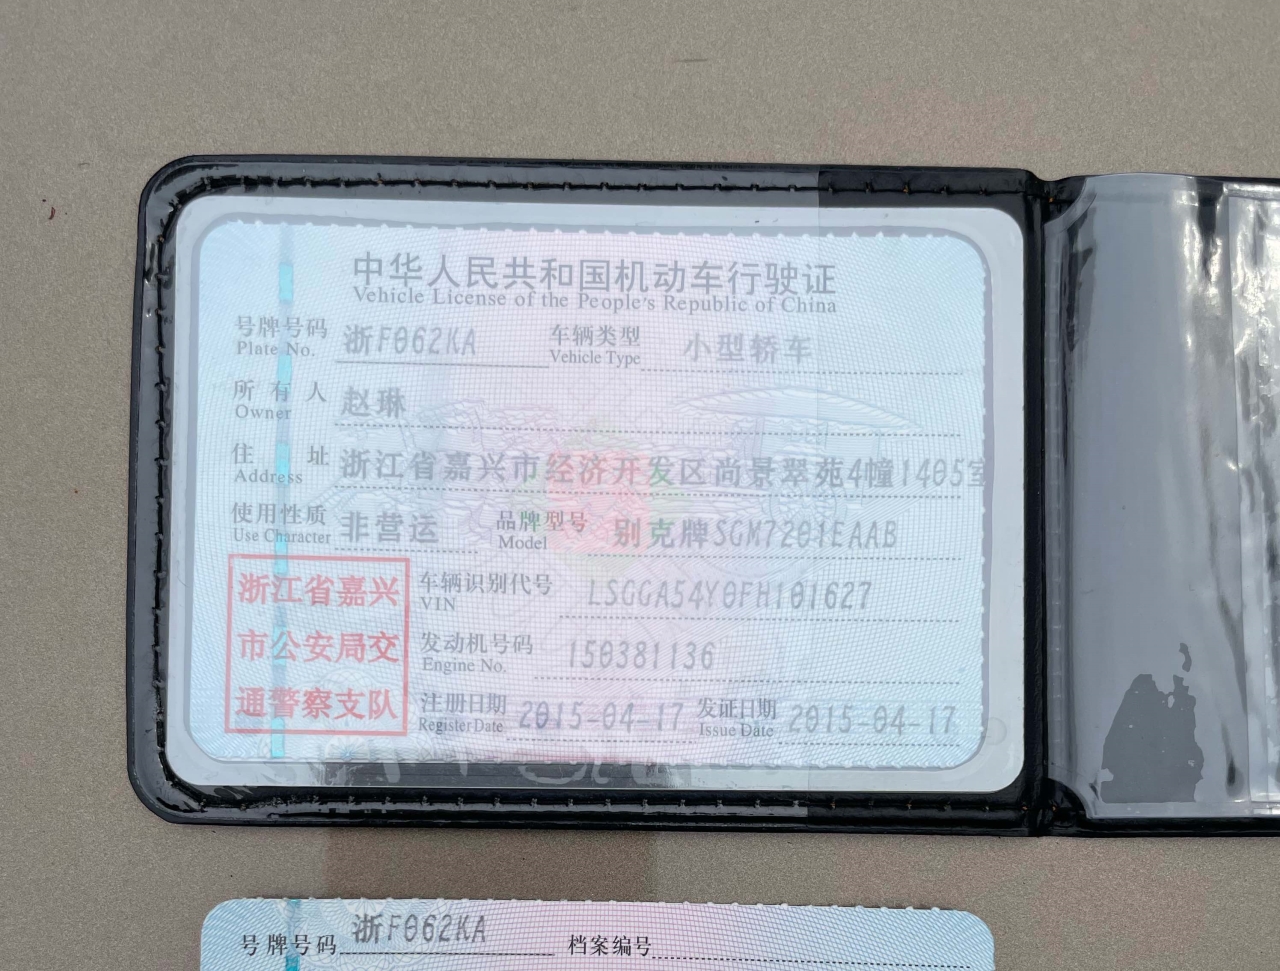 中华人民共和国机动车行驶证
Vehicle License of the People's Republic of China
号牌号码 浙F062KA 车辆类型 小型轿车
Plate No. Vehicle Type
所有人 赵琳
Owner
住址 浙江省嘉兴市经济开发区尚景翠苑4幢1405室
Address
使用性质 非营运 品牌型号 别克牌SGM7201EAAB
Use Character Model
浙江省嘉兴
市公安局交
通警察支队
车辆识别代号 LSGGA54Y0FH101627
VIN
发动机号码 150381136
Engine No.
注册日期 2015-04-17 发证日期 2015-04-17
Register Date Issue Date
号牌号码 浙F062KA 档案编号